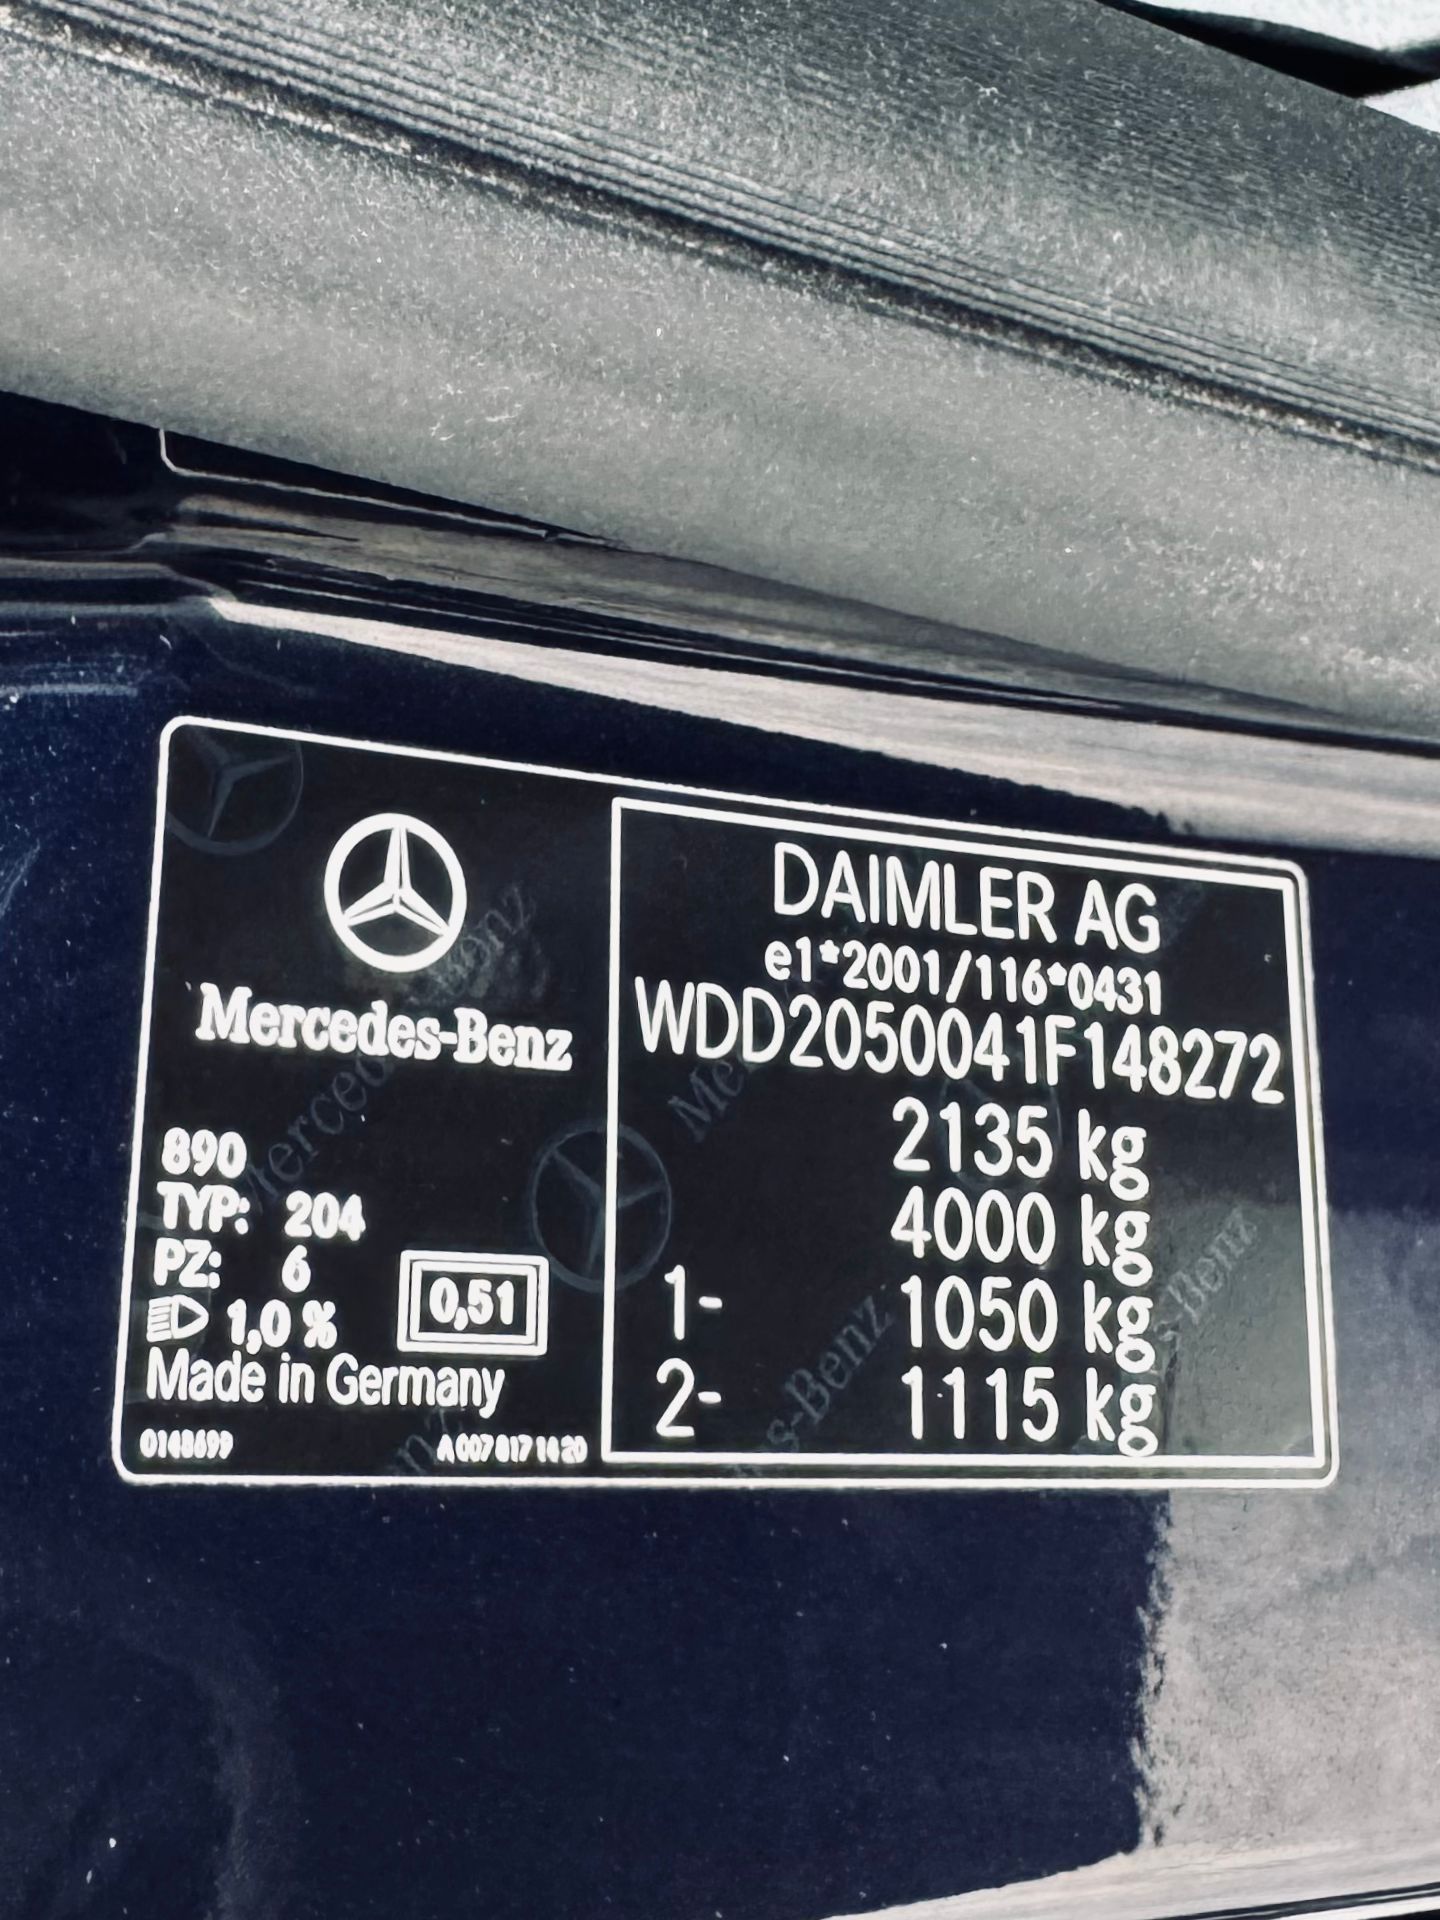 Mercedes-Benz
890
TYP: 204
PZ: 6
1,0 %
0,51
Made in Germany
0148699
A 007 817 14 20
DAIMLER AG
e1*2001/116*0431
WDD2050041F148272
2135 kg
4000 kg
1- 1050 kg
2- 1115 kg